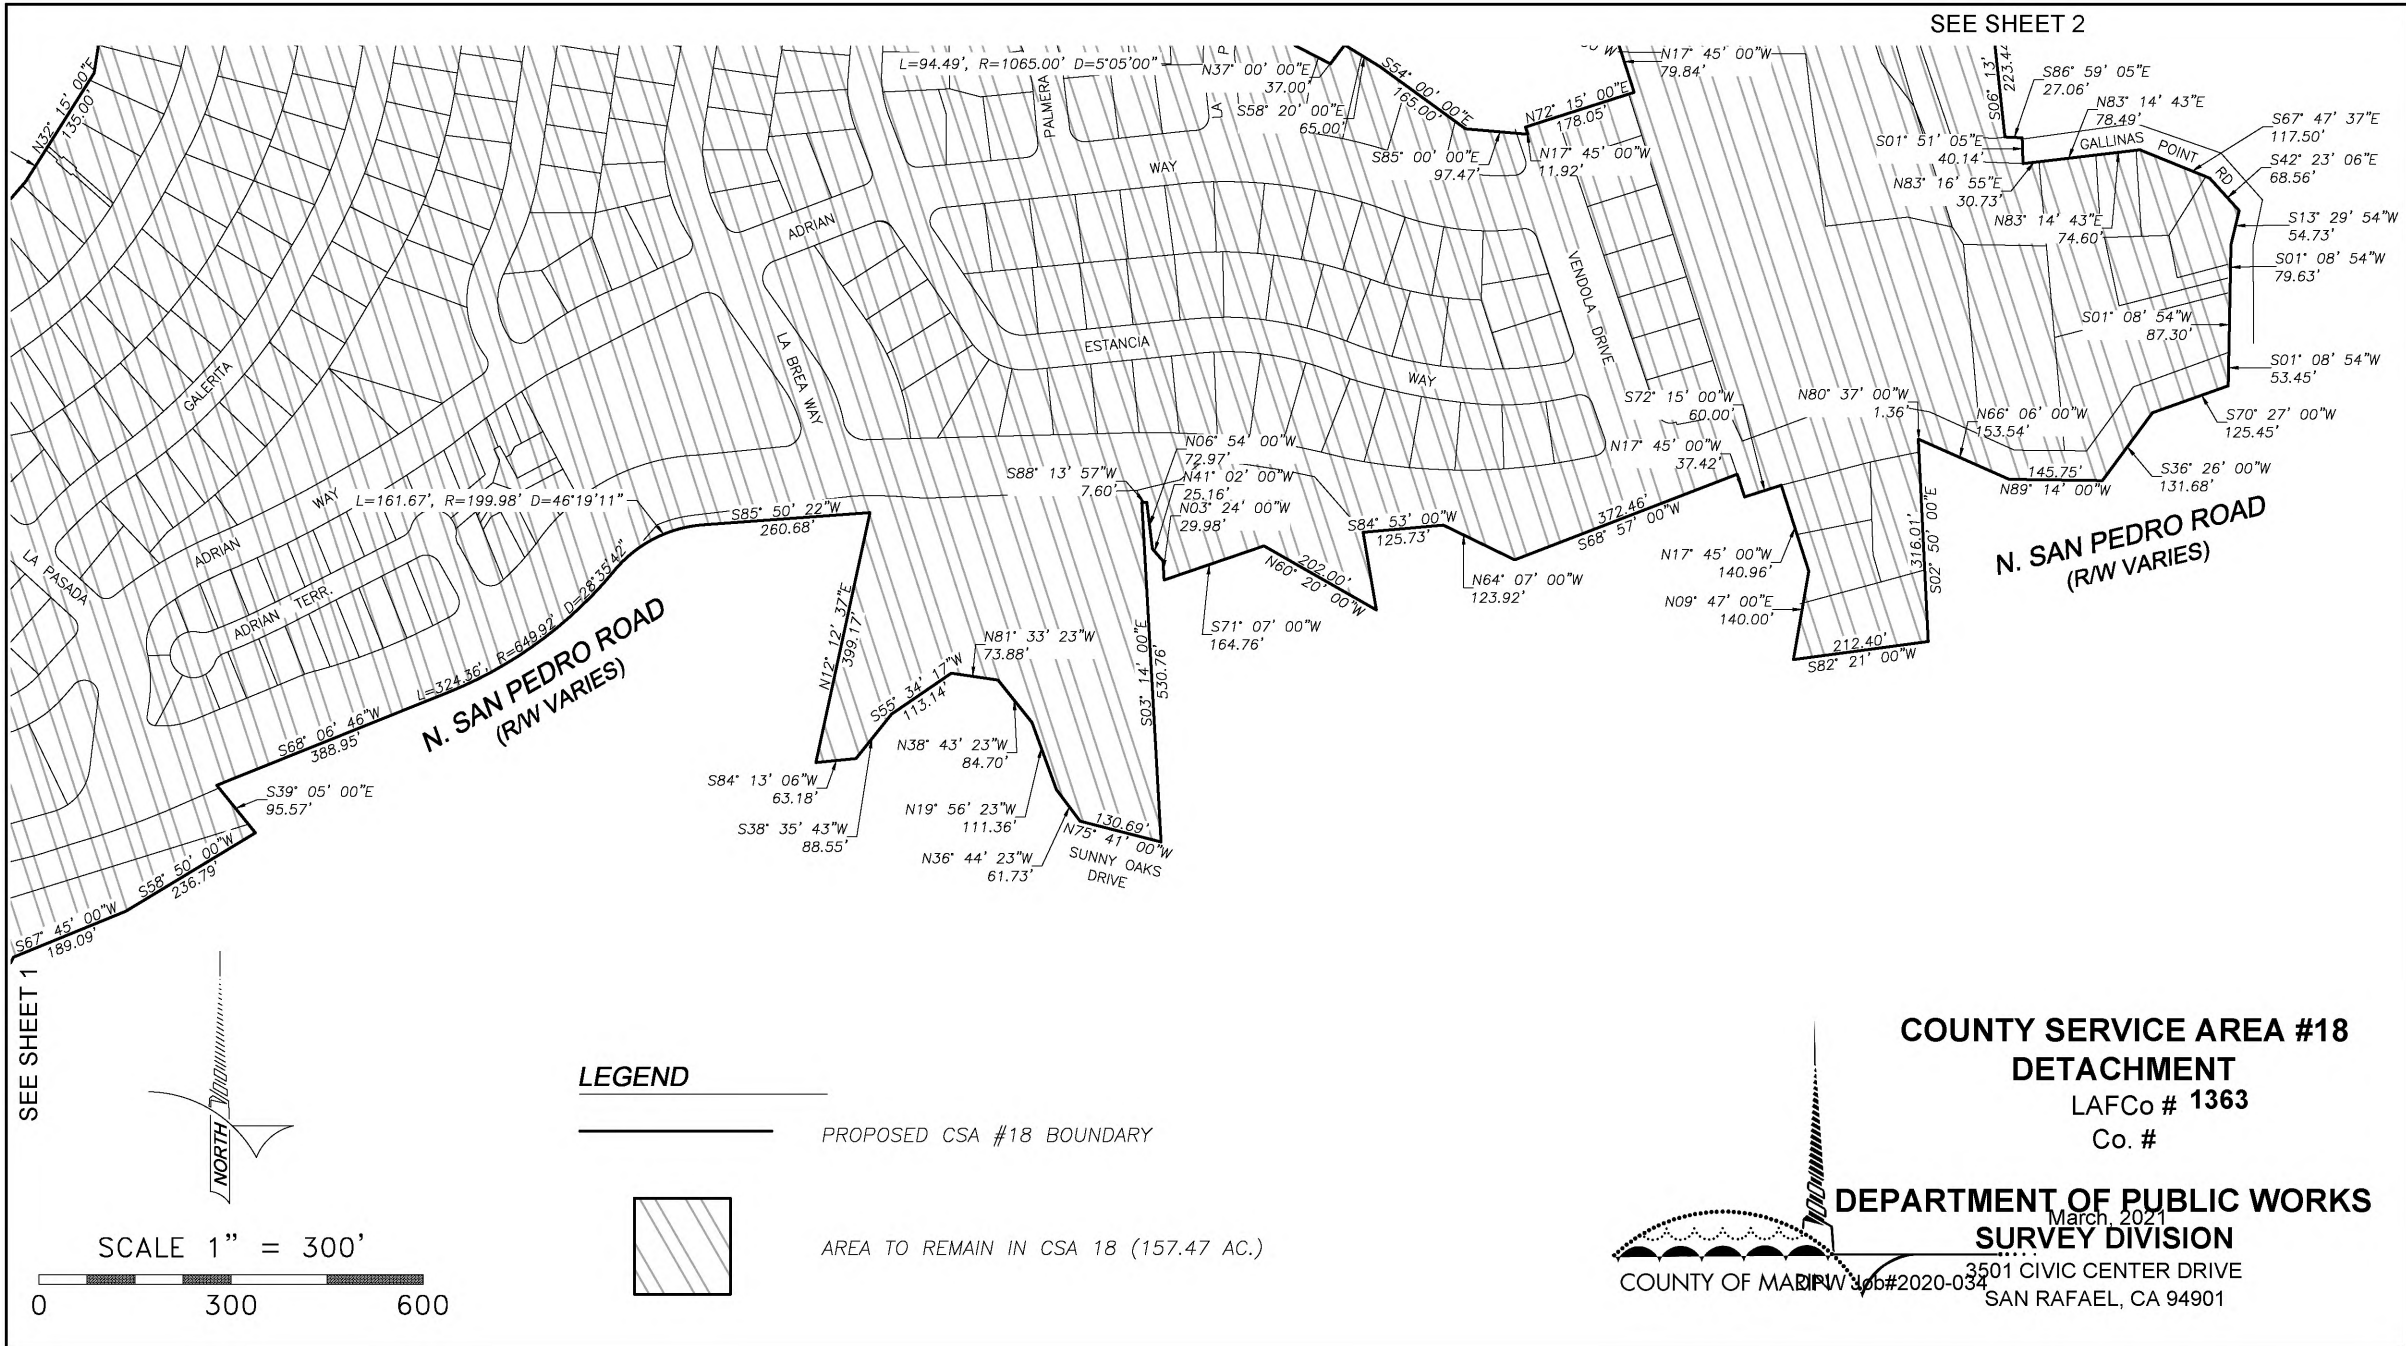 SEE SHEET 2
N32° 15' 00"E
135.00'
L=94.49', R=1065.00' D=5°05'00"
PALMERA
LA
N37° 00' 00"E
37.00'
S58° 20' 00"E
65.00'
S54° 00' 00"E
165.00'
S85° 00' 00"E
97.47'
N72° 15' 00"E
178.05'
N17° 45' 00"W
79.84'
N17° 45' 00"W
11.92'
S06° 13'
223.44
S86° 59' 05"E
27.06'
N83° 14' 43"E
78.49'
S67° 47' 37"E
117.50'
S01° 51' 05"E
40.14'
GALLINAS POINT RD
S42° 23' 06"E
68.56'
N83° 16' 55"E
30.73'
N83° 14' 43"E
74.60'
S13° 29' 54"W
54.73'
S01° 08' 54"W
79.63'
S01° 08' 54"W
87.30'
S01° 08' 54"W
53.45'
S70° 27' 00"W
125.45'
S36° 26' 00"W
131.68'
145.75'
N89° 14' 00"W
N66° 06' 00"W
153.54'
N80° 37' 00"W
1.36'
WAY
ADRIAN
VENDOLA DRIVE
ESTANCIA
WAY
LA BREA WAY
GALERITA
S72° 15' 00"W
60.00'
N17° 45' 00"W
37.42'
N06° 54' 00"W
72.97'
S88° 13' 57"W
7.60'
N41° 02' 00"W
25.16'
N03° 24' 00"W
29.98'
S84° 53' 00"W
125.73'
372.46'
S68° 57' 00"W
N17° 45' 00"W
140.96'
N09° 47' 00"E
140.00'
316.01'
S02° 50' 00"E
212.40'
S82° 21' 00"W
N. SAN PEDRO ROAD
(R/W VARIES)
N64° 07' 00"W
123.92'
202.00'
N60° 20' 00"W
S71° 07' 00"W
164.76'
WAY
L=161.67', R=199.98' D=46°19'11"
S85° 50' 22"W
260.68'
ADRIAN
LA PASADA
ADRIAN TERR.
L=324.36', R=649.92' D=28°35'42"
N. SAN PEDRO ROAD
(R/W VARIES)
S68° 06' 46"W
388.95'
N12° 12' 37"E
399.17'
N81° 33' 23"W
73.88'
S55° 34' 17"W
113.14'
S03° 14' 00"E
530.76'
N38° 43' 23"W
84.70'
S84° 13' 06"W
63.18'
S38° 35' 43"W
88.55'
N19° 56' 23"W
111.36'
N36° 44' 23"W
61.73'
130.69'
N75° 41' 00"W
SUNNY OAKS
DRIVE
S39° 05' 00"E
95.57'
S58° 50' 00"W
236.79'
S67° 45' 00"W
189.09'
SEE SHEET 1
NORTH
SCALE 1" = 300'
0 300 600
LEGEND
PROPOSED CSA #18 BOUNDARY
AREA TO REMAIN IN CSA 18 (157.47 AC.)
COUNTY SERVICE AREA #18
DETACHMENT
LAFCo # 1363
Co. #
DEPARTMENT OF PUBLIC WORKS
March, 2021
SURVEY DIVISION
3501 CIVIC CENTER DRIVE
COUNTY OF MARIN
DPW Job#2020-034
SAN RAFAEL, CA 94901